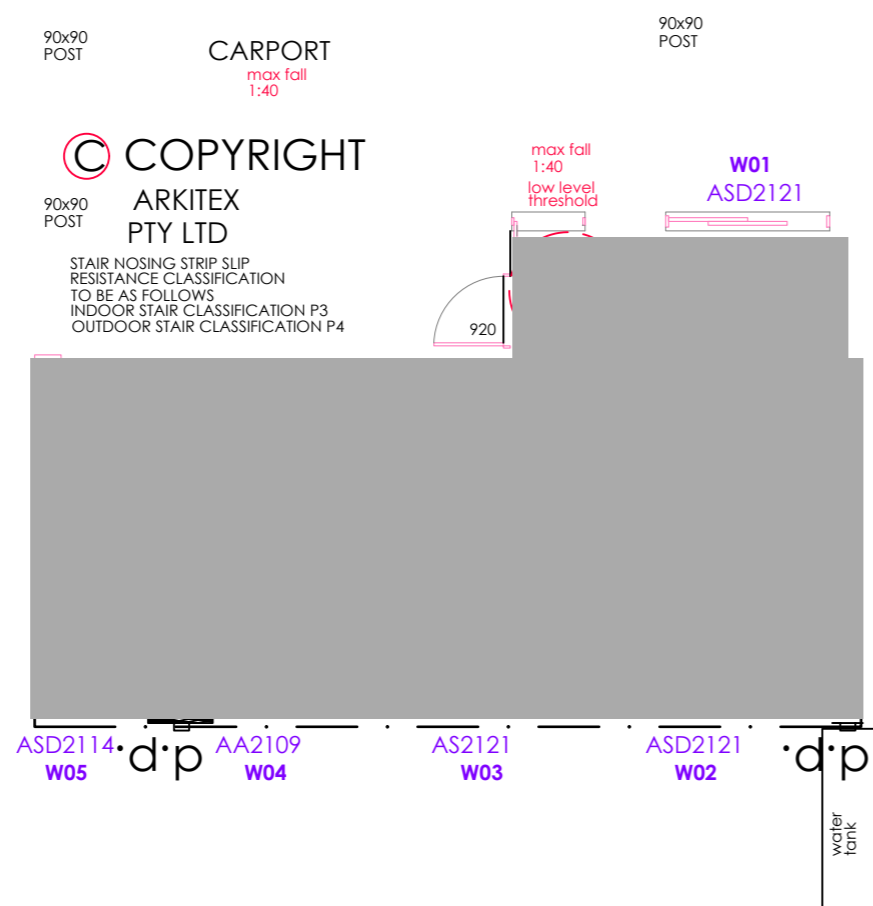 90x90
POST
CARPORT
max fall
1:40
90x90
POST
© COPYRIGHT
ARKITEX
PTY LTD
90x90
POST
STAIR NOSING STRIP SLIP
RESISTANCE CLASSIFICATION
TO BE AS FOLLOWS
INDOOR STAIR CLASSIFICATION P3
OUTDOOR STAIR CLASSIFICATION P4
max fall
1:40
low level
threshold
W01
ASD2121
920
ASD2114
W05
d.p.
AA2109
W04
AS2121
W03
ASD2121
W02
d.p.
water
tank